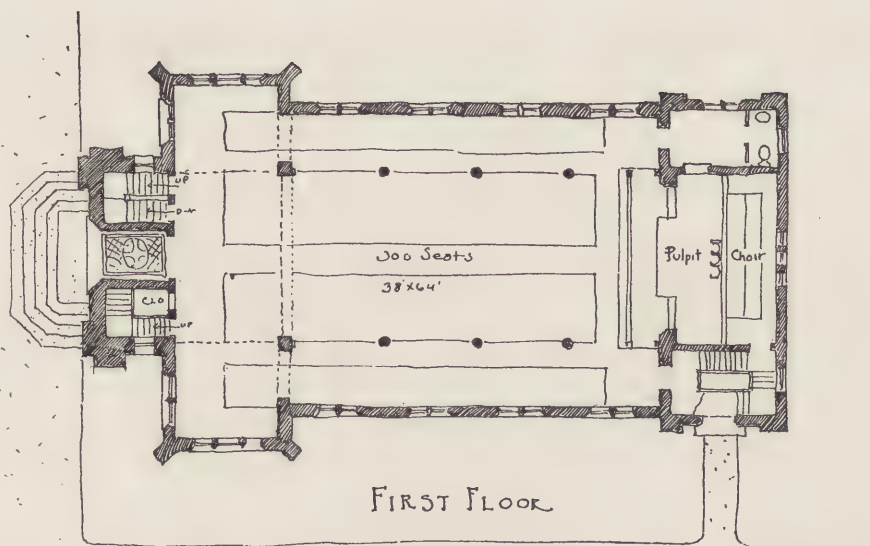 UP
DN
300 Seats
38'x64'
Pulpit
Choir
CLO
UP
FIRST FLOOR